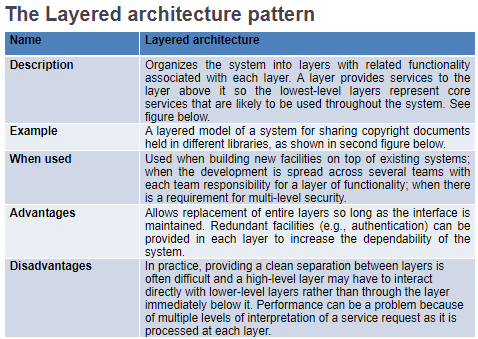 The Layered architecture pattern
Name Layered architecture
Description Organizes the system into layers with related functionality
associated with each layer. A layer provides services to the
layer above it so the lowest-level layers represent core
services that are likely to be used throughout the system. See
figure below.
Example A layered model of a system for sharing copyright documents
held in different libraries, as shown in second figure below.
When used Used when building new facilities on top of existing systems;
when the development is spread across several teams with
each team responsibility for a layer of functionality; when there
is a requirement for multi-level security.
Advantages Allows replacement of entire layers so long as the interface is
maintained. Redundant facilities (e.g., authentication) can be
provided in each layer to increase the dependability of the
system.
Disadvantages In practice, providing a clean separation between layers is
often difficult and a high-level layer may have to interact
directly with lower-level layers rather than through the layer
immediately below it. Performance can be a problem because
of multiple levels of interpretation of a service request as it is
processed at each layer.